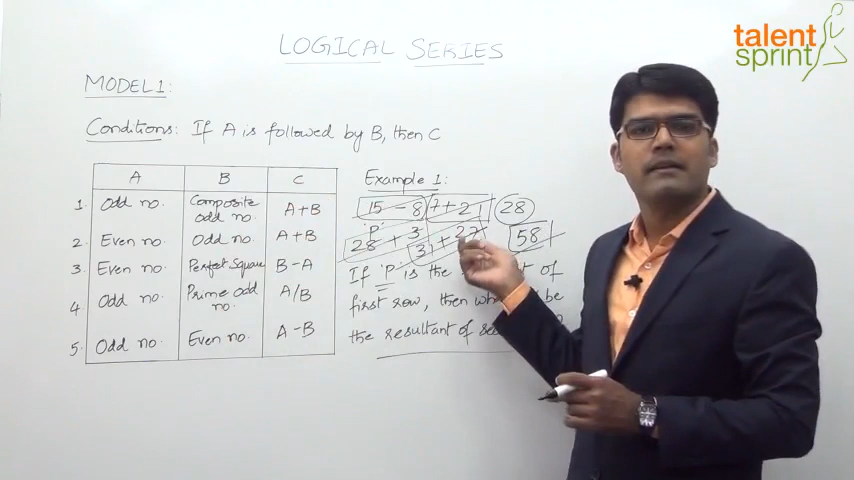 talent
sprint
LOGICAL SERIES
MODEL 1:
Conditions: If A is followed by B, then C
A B C
1. Odd no. Composite odd no. A+B
2. Even no. Odd no. A+B
3. Even no. Perfect Square B-A
4 Odd no. Prime odd no. A/B
5. Odd no. Even no. A-B
Example 1:
15 - 8 7 + 21 28
'P'
28 + 3 31 + 27 58
If 'P' is the of
first row, then be
the resultant of